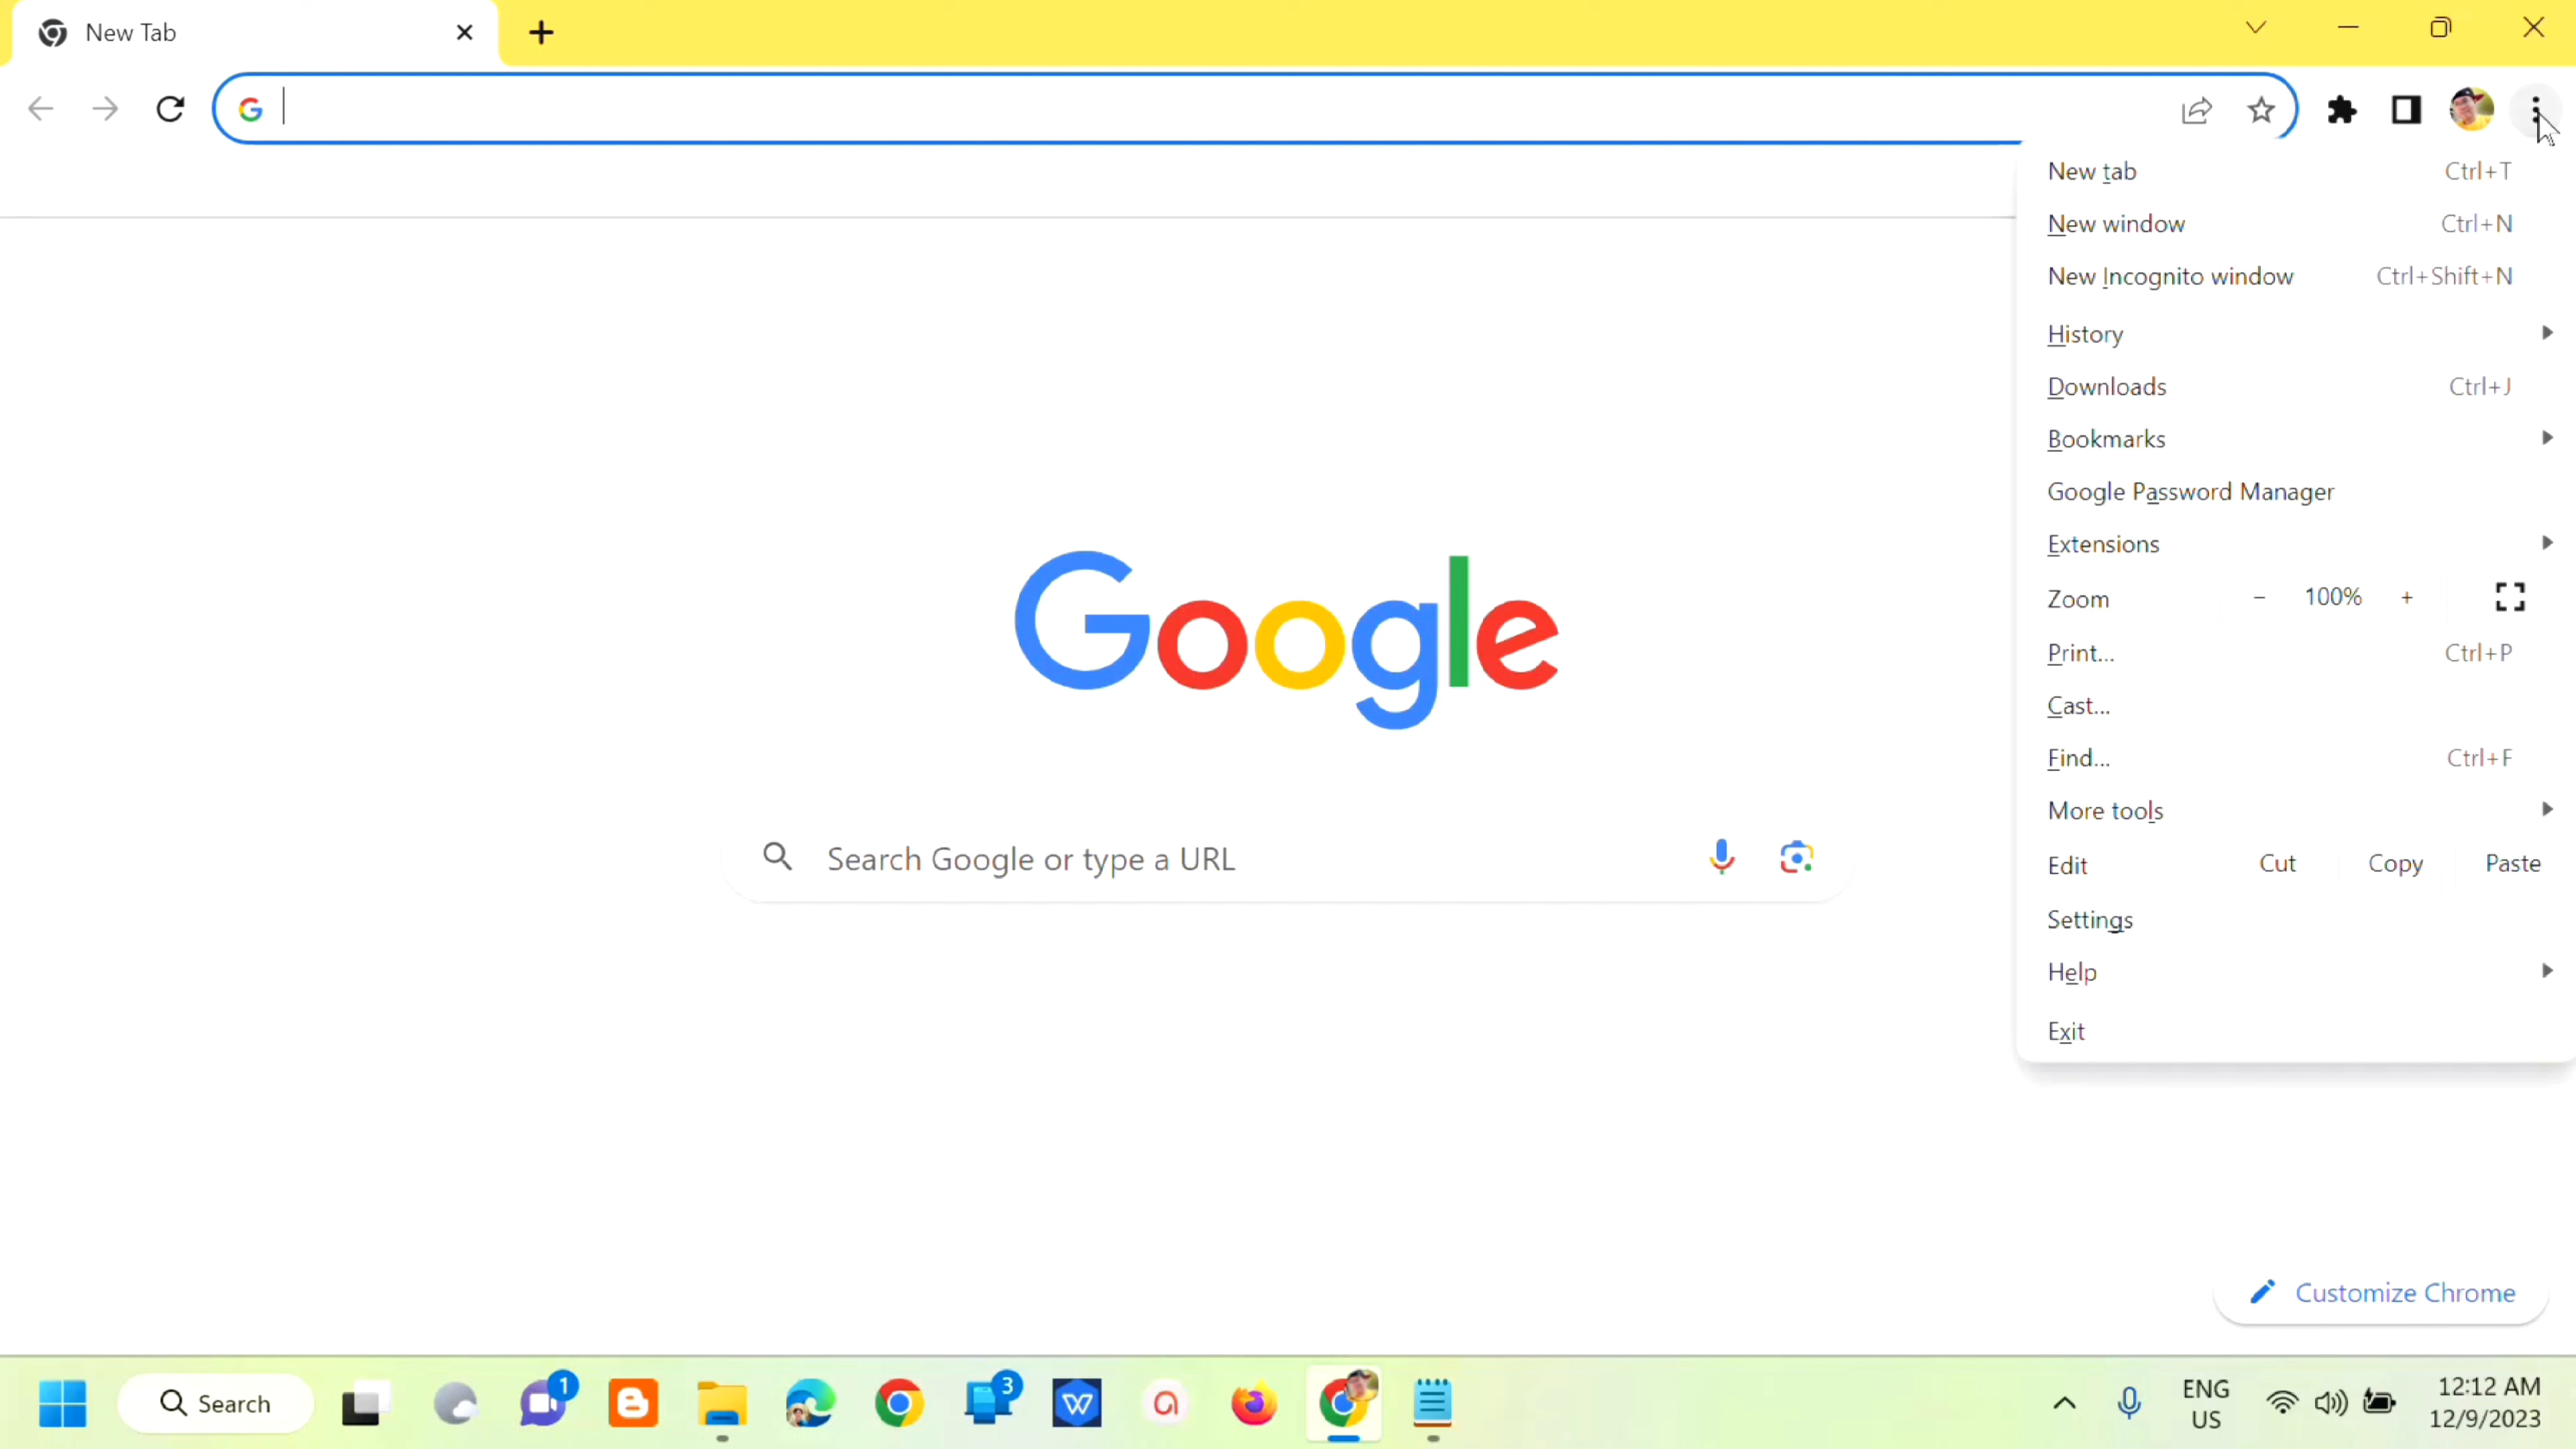 New Tab
New tab Ctrl+T
New window Ctrl+N
New Incognito window Ctrl+Shift+N
History
Downloads Ctrl+J
Bookmarks
Google Password Manager
Extensions
Zoom − 100% +
Print... Ctrl+P
Cast...
Find... Ctrl+F
More tools
Edit Cut Copy Paste
Settings
Help
Exit
Google
Search Google or type a URL
Customize Chrome
Search
1
3
ENG
US
12:12 AM
12/9/2023